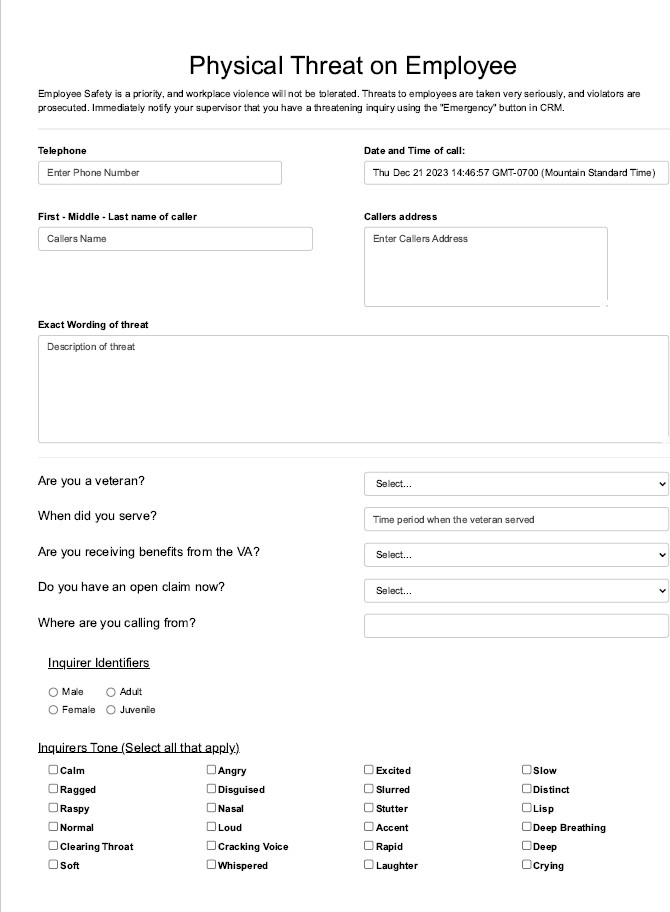 Physical Threat on Employee
Employee Safety is a priority, and workplace violence will not be tolerated. Threats to employees are taken very seriously, and violators are
prosecuted. Immediately notify your supervisor that you have a threatening inquiry using the "Emergency" button in CRM.
Telephone
Date and Time of call:
Enter Phone Number
Thu Dec 21 2023 14:46:57 GMT-0700 (Mountain Standard Time)
First - Middle - Last name of caller
Callers address
Callers Name
Enter Callers Address
Exact Wording of threat
Description of threat
Are you a veteran?
Select...
When did you serve?
Time period when the veteran served
Are you receiving benefits from the VA?
Select...
Do you have an open claim now?
Select...
Where are you calling from?
Inquirer Identifiers
Male Adult
Female Juvenile
Inquirers Tone (Select all that apply)
Calm Angry Excited Slow
Ragged Disguised Slurred Distinct
Raspy Nasal Stutter Lisp
Normal Loud Accent Deep Breathing
Clearing Throat Cracking Voice Rapid Deep
Soft Whispered Laughter Crying